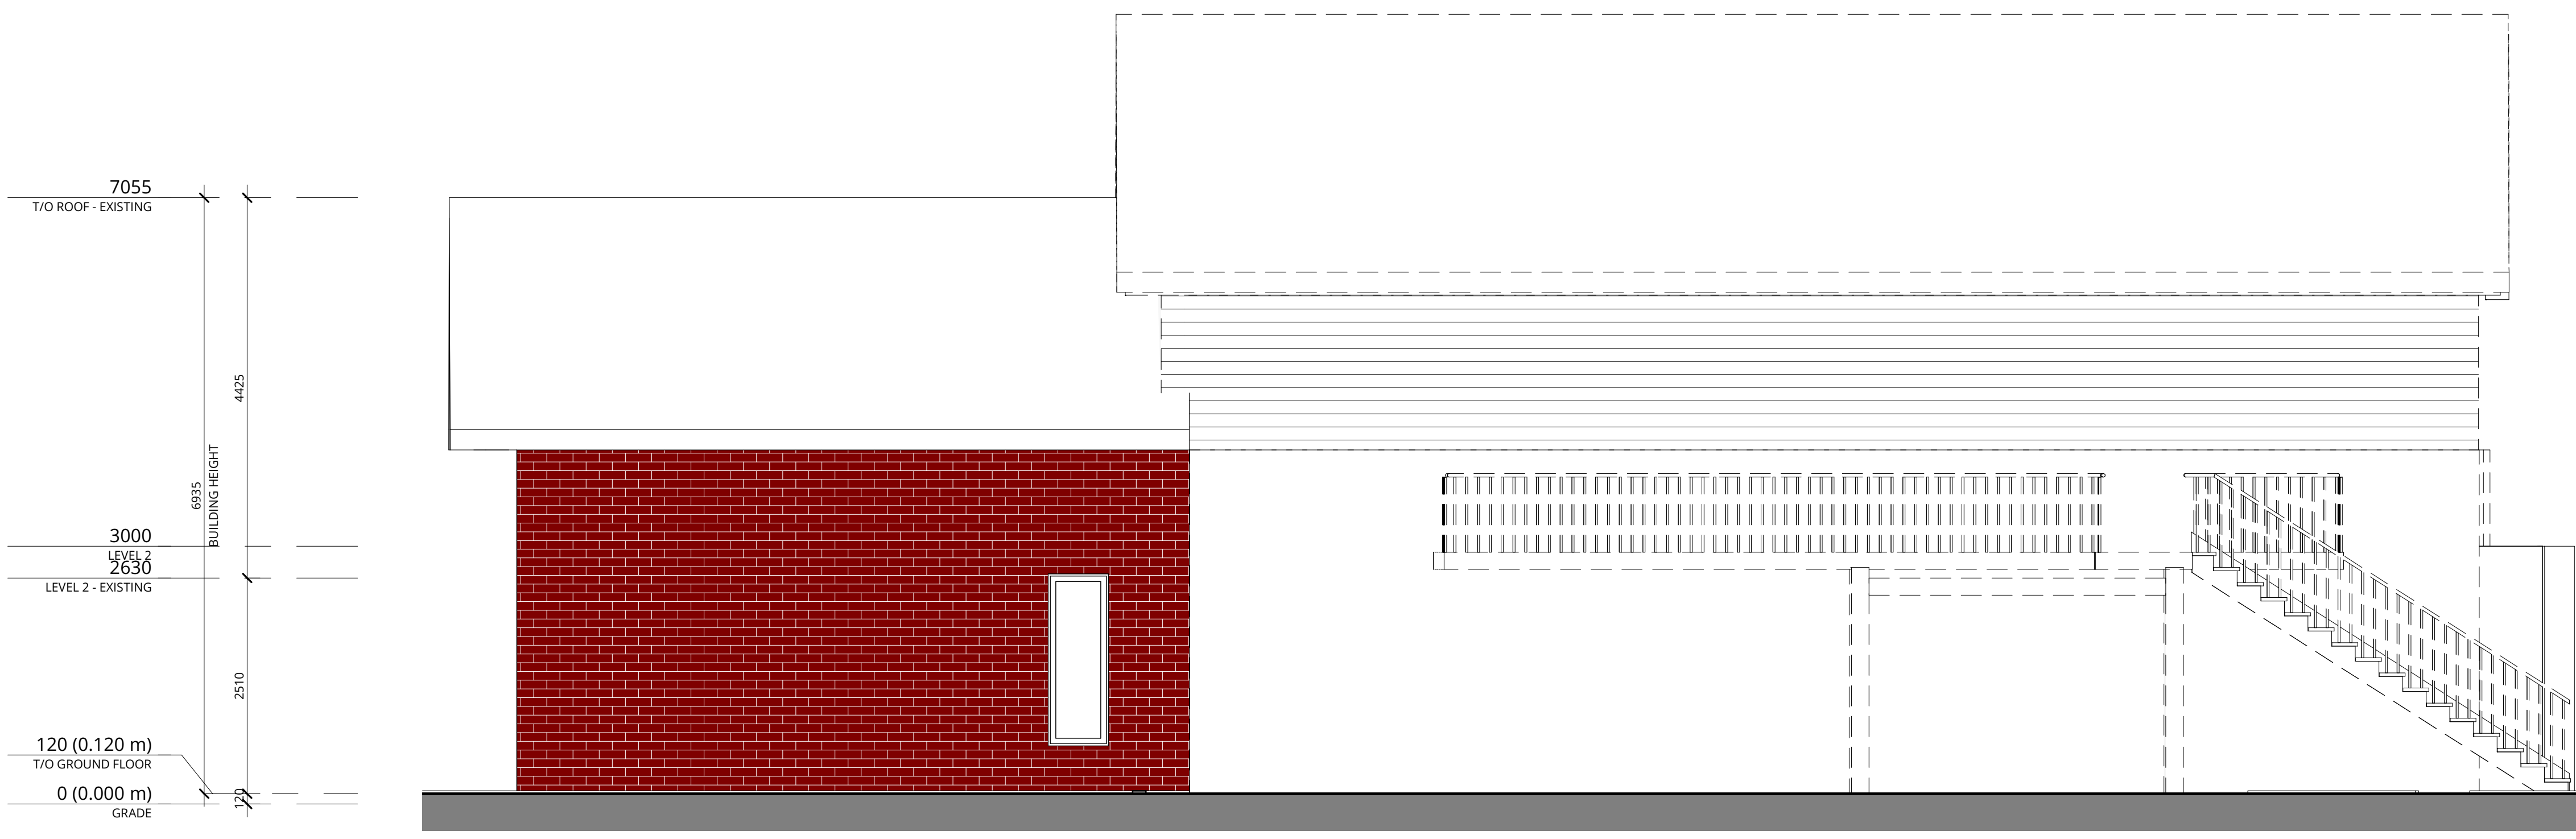 7055
T/O ROOF - EXISTING
4425
6935
BUILDING HEIGHT
3000
LEVEL 2
2630
LEVEL 2 - EXISTING
2510
120 (0.120 m)
T/O GROUND FLOOR
120
0 (0.000 m)
GRADE